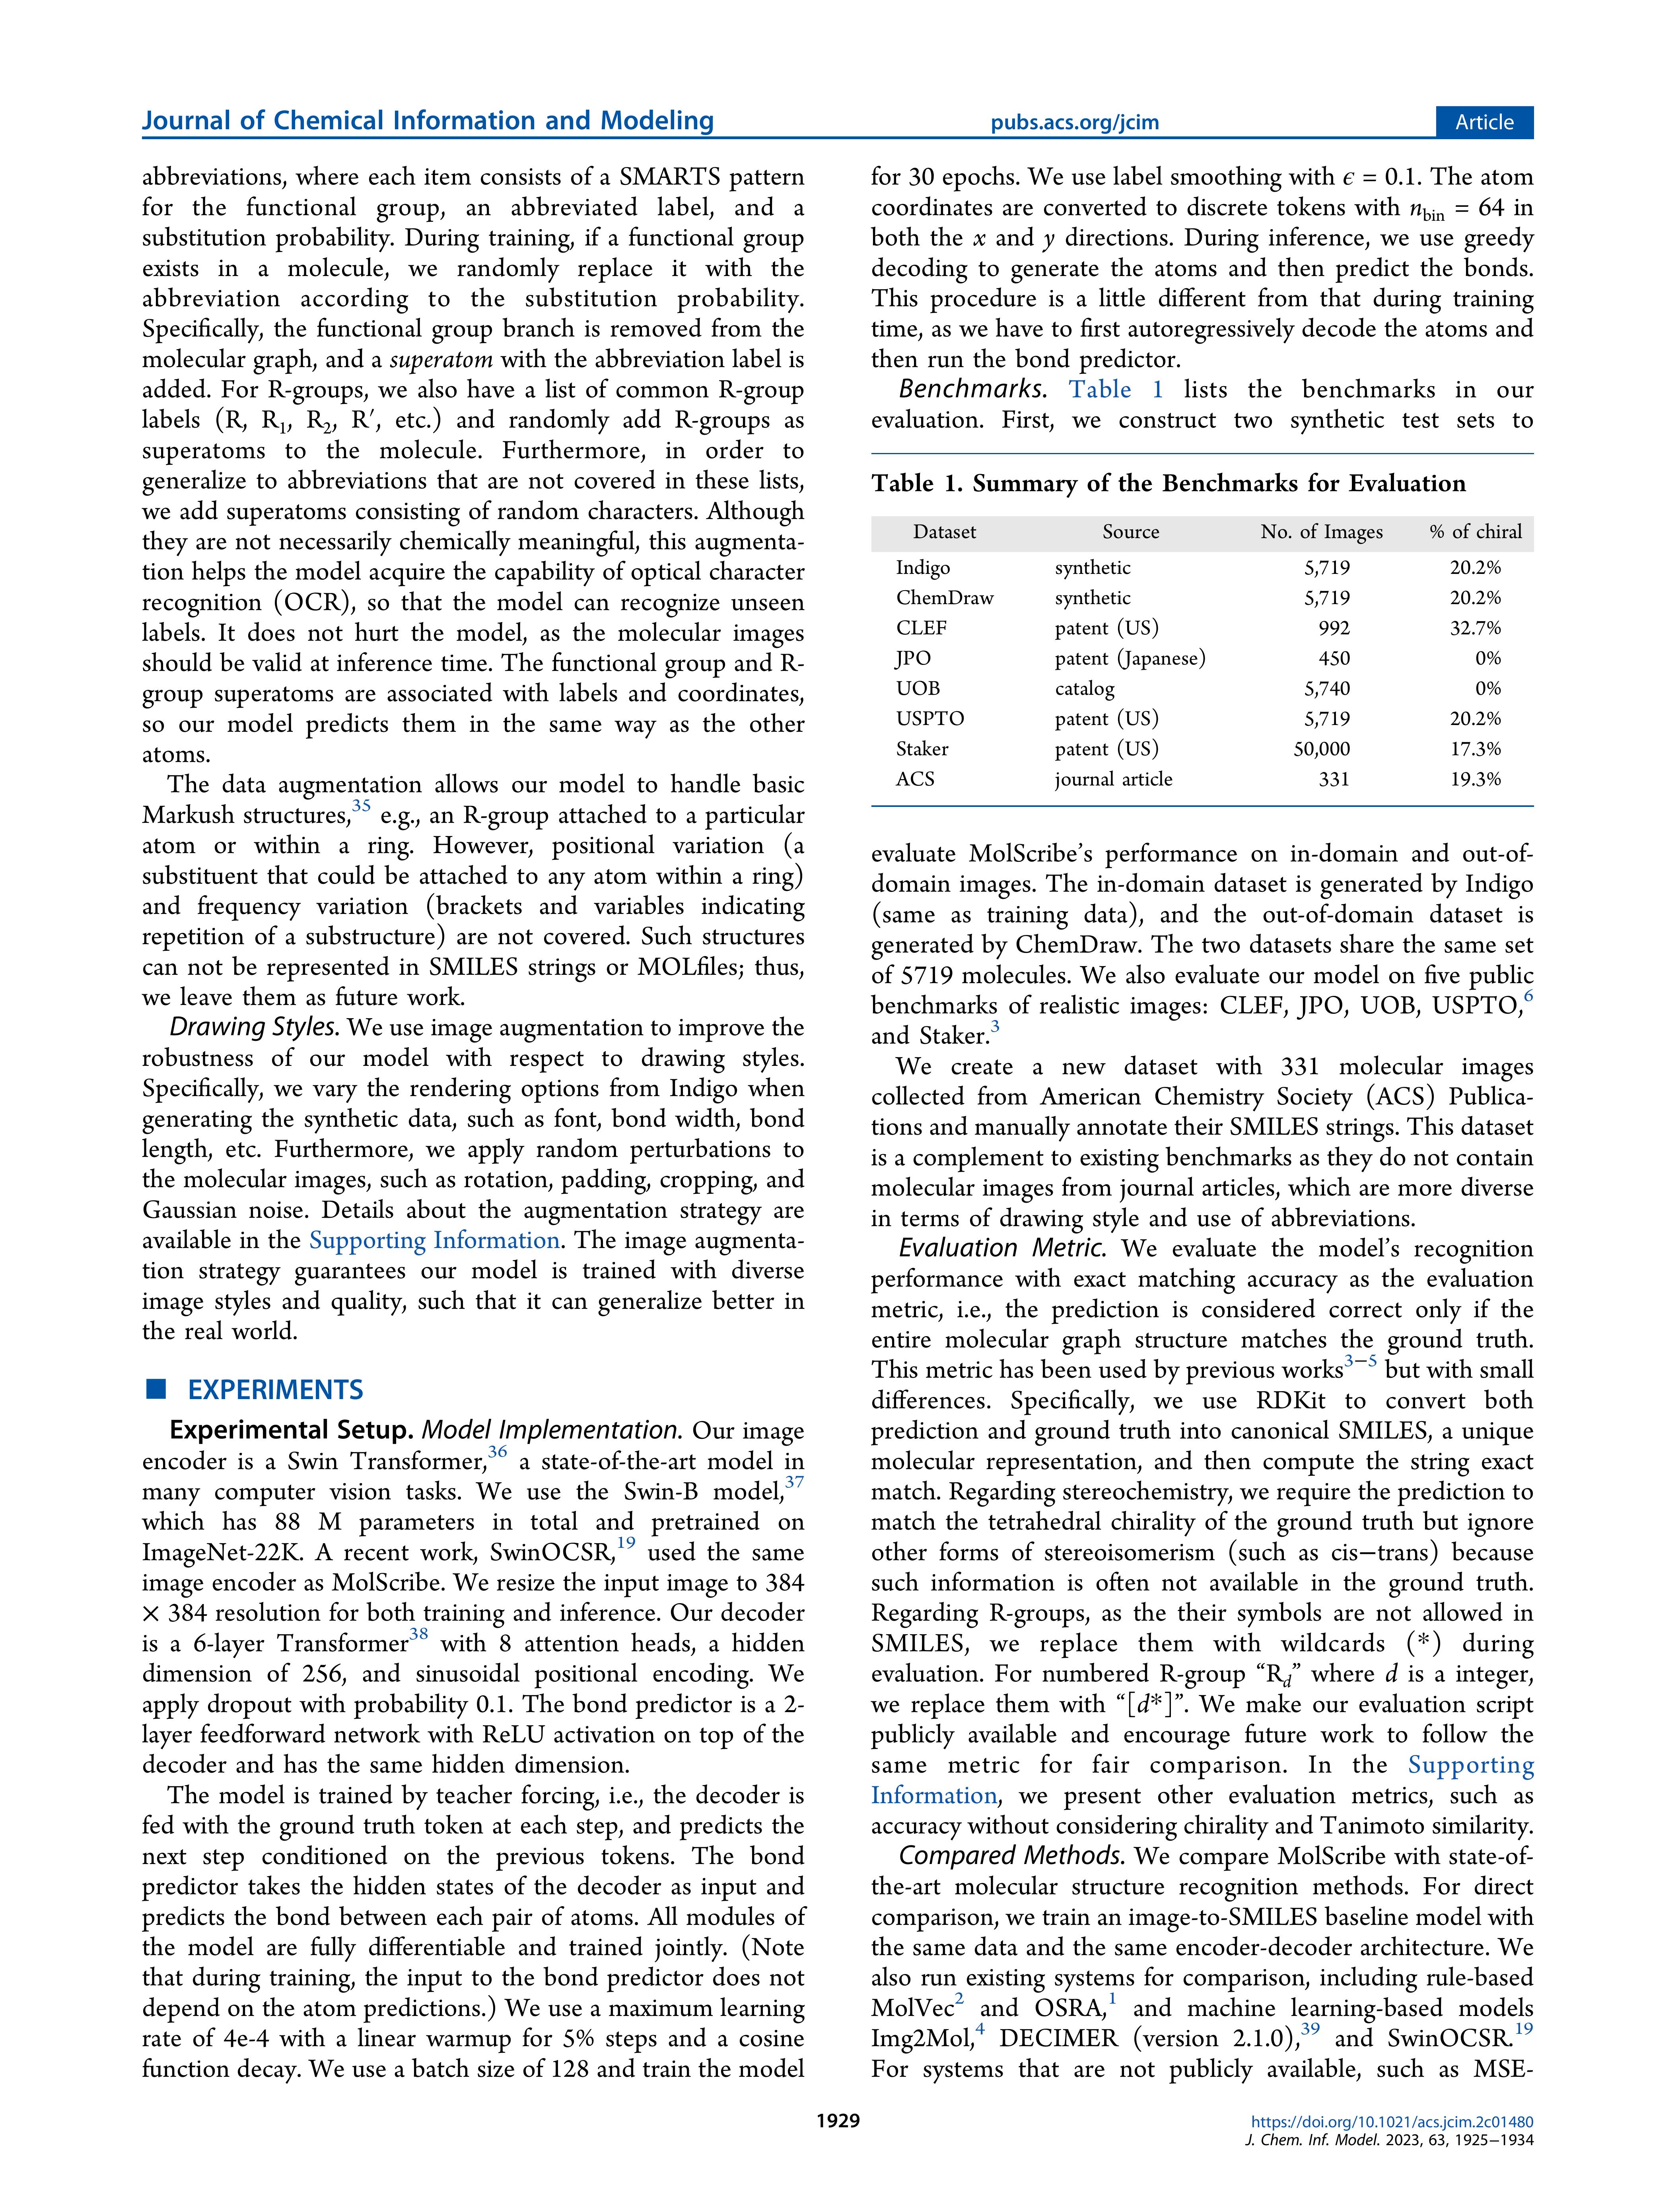 Journal of Chemical Information and Modeling
pubs.acs.org/jcim
Article
abbreviations, where each item consists of a SMARTS pattern
for the functional group, an abbreviated label, and a
substitution probability. During training, if a functional group
exists in a molecule, we randomly replace it with the
abbreviation according to the substitution probability.
Specifically, the functional group branch is removed from the
molecular graph, and a superatom with the abbreviation label is
added. For R-groups, we also have a list of common R-group
labels (R, R1, R2, R′, etc.) and randomly add R-groups as
superatoms to the molecule. Furthermore, in order to
generalize to abbreviations that are not covered in these lists,
we add superatoms consisting of random characters. Although
they are not necessarily chemically meaningful, this augmenta-
tion helps the model acquire the capability of optical character
recognition (OCR), so that the model can recognize unseen
labels. It does not hurt the model, as the molecular images
should be valid at inference time. The functional group and R-
group superatoms are associated with labels and coordinates,
so our model predicts them in the same way as the other
atoms.
The data augmentation allows our model to handle basic
Markush structures,35 e.g., an R-group attached to a particular
atom or within a ring. However, positional variation (a
substituent that could be attached to any atom within a ring)
and frequency variation (brackets and variables indicating
repetition of a substructure) are not covered. Such structures
can not be represented in SMILES strings or MOLfiles; thus,
we leave them as future work.
Drawing Styles. We use image augmentation to improve the
robustness of our model with respect to drawing styles.
Specifically, we vary the rendering options from Indigo when
generating the synthetic data, such as font, bond width, bond
length, etc. Furthermore, we apply random perturbations to
the molecular images, such as rotation, padding, cropping, and
Gaussian noise. Details about the augmentation strategy are
available in the Supporting Information. The image augmenta-
tion strategy guarantees our model is trained with diverse
image styles and quality, such that it can generalize better in
the real world.
■ EXPERIMENTS
Experimental Setup. Model Implementation. Our image
encoder is a Swin Transformer,36 a state-of-the-art model in
many computer vision tasks. We use the Swin-B model,37
which has 88 M parameters in total and pretrained on
ImageNet-22K. A recent work, SwinOCSR,19 used the same
image encoder as MolScribe. We resize the input image to 384
× 384 resolution for both training and inference. Our decoder
is a 6-layer Transformer38 with 8 attention heads, a hidden
dimension of 256, and sinusoidal positional encoding. We
apply dropout with probability 0.1. The bond predictor is a 2-
layer feedforward network with ReLU activation on top of the
decoder and has the same hidden dimension.
The model is trained by teacher forcing, i.e., the decoder is
fed with the ground truth token at each step, and predicts the
next step conditioned on the previous tokens. The bond
predictor takes the hidden states of the decoder as input and
predicts the bond between each pair of atoms. All modules of
the model are fully differentiable and trained jointly. (Note
that during training, the input to the bond predictor does not
depend on the atom predictions.) We use a maximum learning
rate of 4e-4 with a linear warmup for 5% steps and a cosine
function decay. We use a batch size of 128 and train the model
for 30 epochs. We use label smoothing with ϵ = 0.1. The atom
coordinates are converted to discrete tokens with nbin = 64 in
both the x and y directions. During inference, we use greedy
decoding to generate the atoms and then predict the bonds.
This procedure is a little different from that during training
time, as we have to first autoregressively decode the atoms and
then run the bond predictor.
Benchmarks. Table 1 lists the benchmarks in our
evaluation. First, we construct two synthetic test sets to
Table 1. Summary of the Benchmarks for Evaluation
Dataset Source No. of Images % of chiral
Indigo synthetic 5,719 20.2%
ChemDraw synthetic 5,719 20.2%
CLEF patent (US) 992 32.7%
JPO patent (Japanese) 450 0%
UOB catalog 5,740 0%
USPTO patent (US) 5,719 20.2%
Staker patent (US) 50,000 17.3%
ACS journal article 331 19.3%
evaluate MolScribe's performance on in-domain and out-of-
domain images. The in-domain dataset is generated by Indigo
(same as training data), and the out-of-domain dataset is
generated by ChemDraw. The two datasets share the same set
of 5719 molecules. We also evaluate our model on five public
benchmarks of realistic images: CLEF, JPO, UOB, USPTO,6
and Staker.3
We create a new dataset with 331 molecular images
collected from American Chemistry Society (ACS) Publica-
tions and manually annotate their SMILES strings. This dataset
is a complement to existing benchmarks as they do not contain
molecular images from journal articles, which are more diverse
in terms of drawing style and use of abbreviations.
Evaluation Metric. We evaluate the model's recognition
performance with exact matching accuracy as the evaluation
metric, i.e., the prediction is considered correct only if the
entire molecular graph structure matches the ground truth.
This metric has been used by previous works3−5 but with small
differences. Specifically, we use RDKit to convert both
prediction and ground truth into canonical SMILES, a unique
molecular representation, and then compute the string exact
match. Regarding stereochemistry, we require the prediction to
match the tetrahedral chirality of the ground truth but ignore
other forms of stereoisomerism (such as cis−trans) because
such information is often not available in the ground truth.
Regarding R-groups, as the their symbols are not allowed in
SMILES, we replace them with wildcards (*) during
evaluation. For numbered R-group “Rd” where d is a integer,
we replace them with “[d*]”. We make our evaluation script
publicly available and encourage future work to follow the
same metric for fair comparison. In the Supporting
Information, we present other evaluation metrics, such as
accuracy without considering chirality and Tanimoto similarity.
Compared Methods. We compare MolScribe with state-of-
the-art molecular structure recognition methods. For direct
comparison, we train an image-to-SMILES baseline model with
the same data and the same encoder-decoder architecture. We
also run existing systems for comparison, including rule-based
MolVec2 and OSRA,1 and machine learning-based models
Img2Mol,4 DECIMER (version 2.1.0),39 and SwinOCSR.19
For systems that are not publicly available, such as MSE-
1929
https://doi.org/10.1021/acs.jcim.2c01480
J. Chem. Inf. Model. 2023, 63, 1925−1934